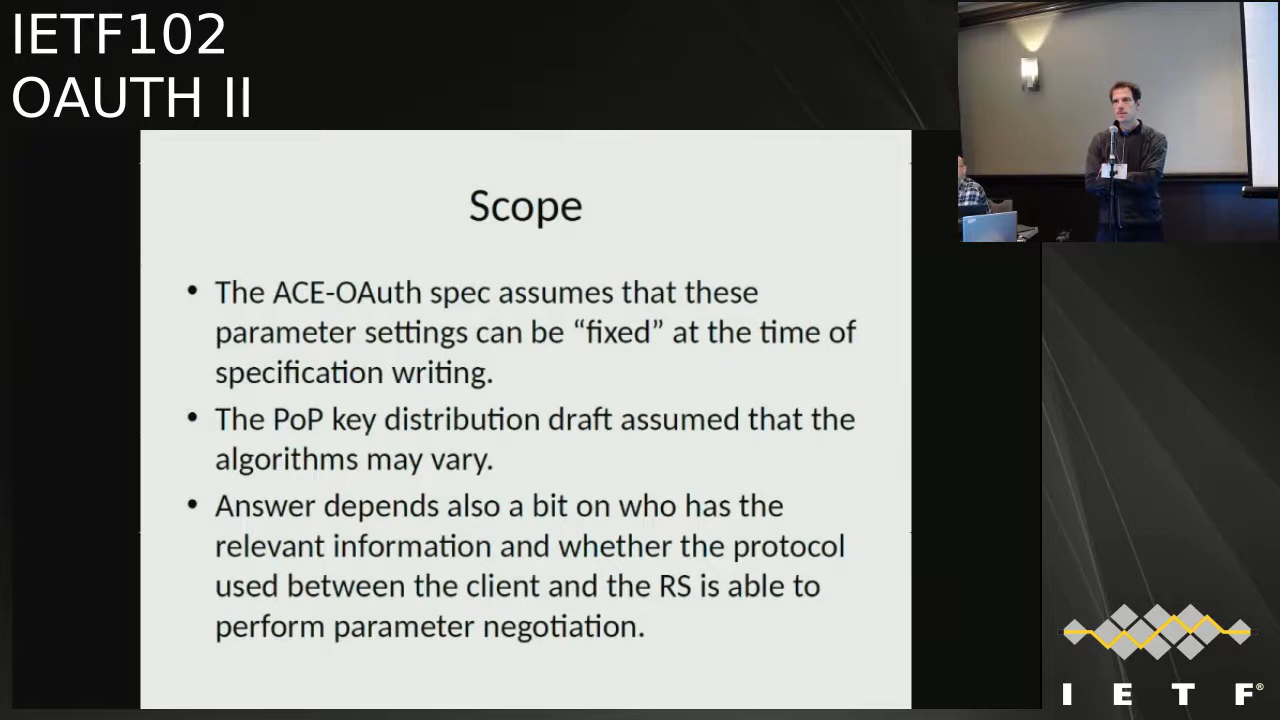 IETF102
OAUTH II
Scope
• The ACE-OAuth spec assumes that these
parameter settings can be “fixed” at the time of
specification writing.
• The PoP key distribution draft assumed that the
algorithms may vary.
• Answer depends also a bit on who has the
relevant information and whether the protocol
used between the client and the RS is able to
perform parameter negotiation.
I E T F®